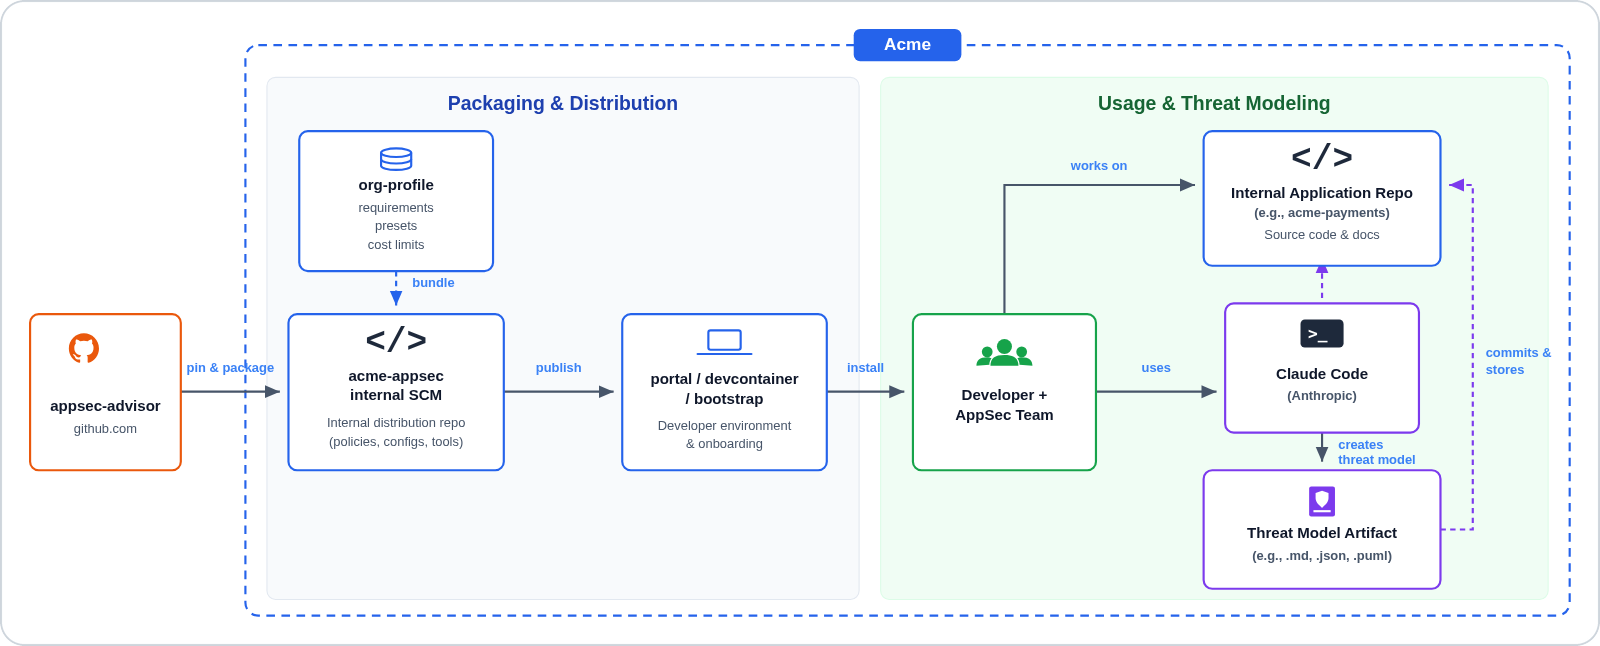 Acme
Packaging & Distribution
org-profile
requirements
presets
cost limits
bundle
appsec-advisor
github.com
pin & package
</>
acme-appsec
internal SCM
Internal distribution repo
(policies, configs, tools)
publish
portal / devcontainer
/ bootstrap
Developer environment
& onboarding
install
Usage & Threat Modeling
Developer +
AppSec Team
works on
</>
Internal Application Repo
(e.g., acme-payments)
Source code & docs
uses
>_
Claude Code
(Anthropic)
creates
threat model
Threat Model Artifact
(e.g., .md, .json, .puml)
commits &
stores